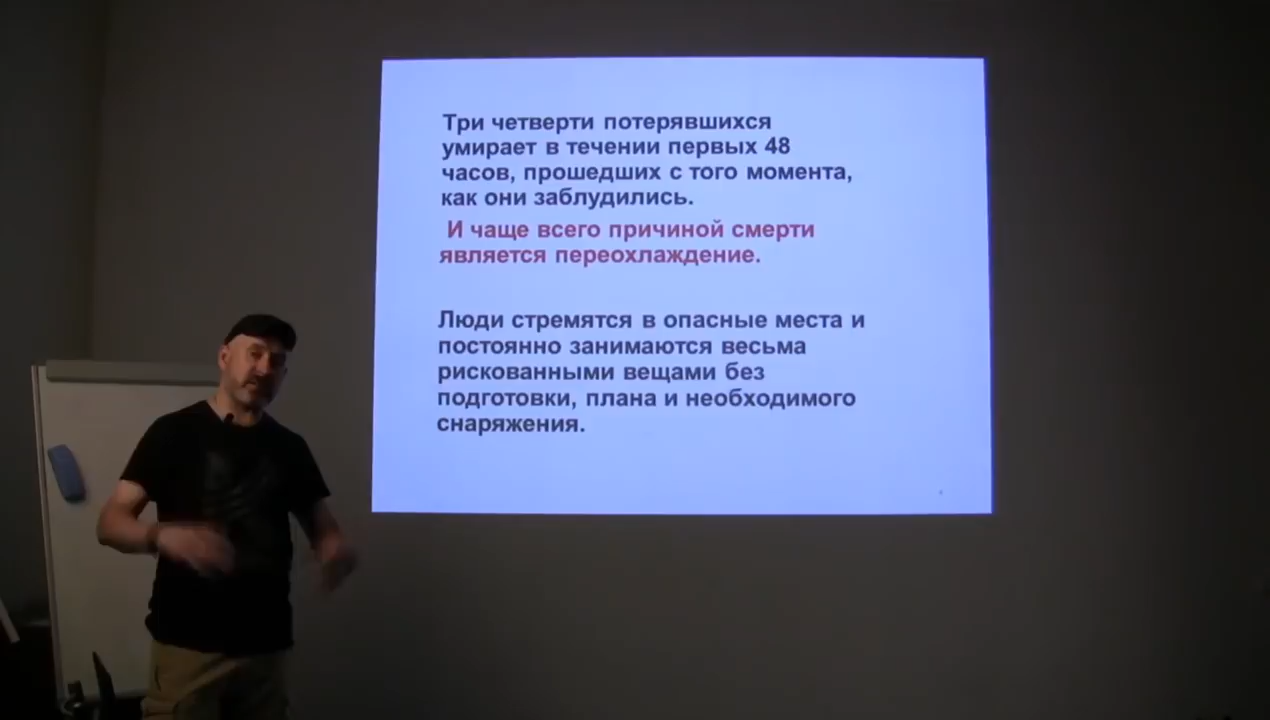 Три четверти потерявшихся
умирает в течении первых 48
часов, прошедших с того момента,
как они заблудились.
И чаще всего причиной смерти
является переохлаждение.
Люди стремятся в опасные места и
постоянно занимаются весьма
рискованными вещами без
подготовки, плана и необходимого
снаряжения.